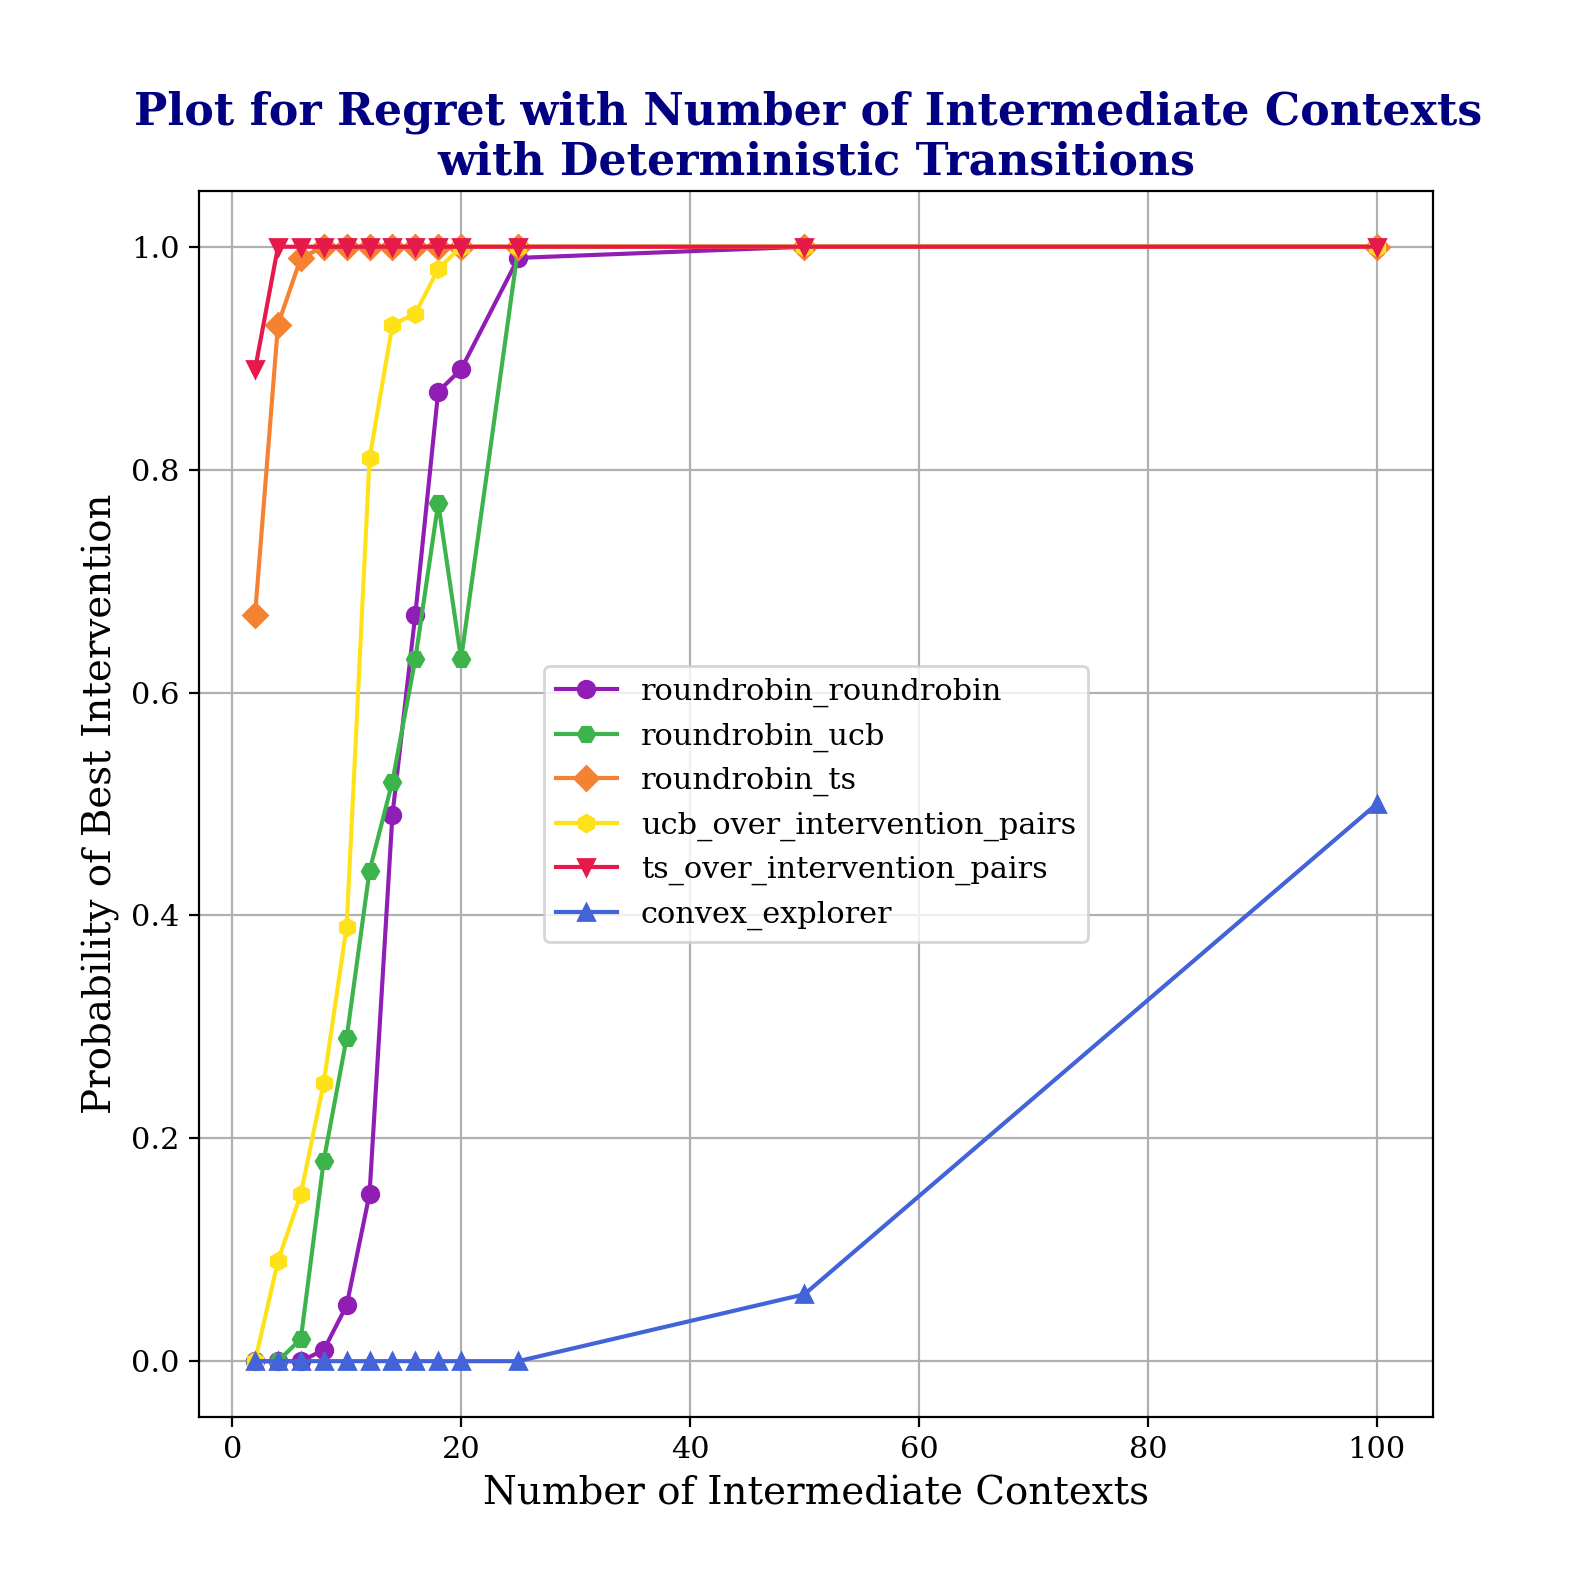 Plot for Regret with Number of Intermediate Contexts
with Deterministic Transitions
Probability of Best Intervention
1.0
0.8
0.6
0.4
0.2
0.0
roundrobin_roundrobin
roundrobin_ucb
roundrobin_ts
ucb_over_intervention_pairs
ts_over_intervention_pairs
convex_explorer
0 20 40 60 80 100
Number of Intermediate Contexts